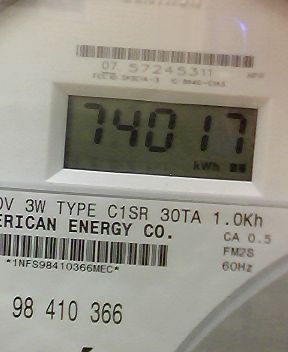 07 57245311
74017
kWh
0V 3W TYPE C1SR 30TA 1.0Kh
ERICAN ENERGY CO.
CA 0.5
FM2S
*1NFS98410366MEC*
60Hz
98 410 366